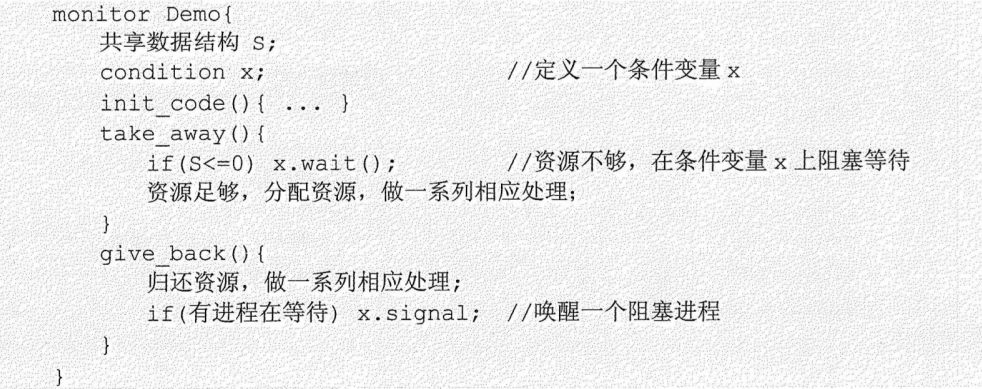 monitor Demo{
共享数据结构 S;
condition x; //定义一个条件变量 x
init_code(){ ... }
take_away(){
if(S<=0) x.wait(); //资源不够，在条件变量 x 上阻塞等待
资源足够，分配资源，做一系列相应处理;
}
give_back(){
归还资源，做一系列相应处理;
if(有进程在等待) x.signal; //唤醒一个阻塞进程
}
}